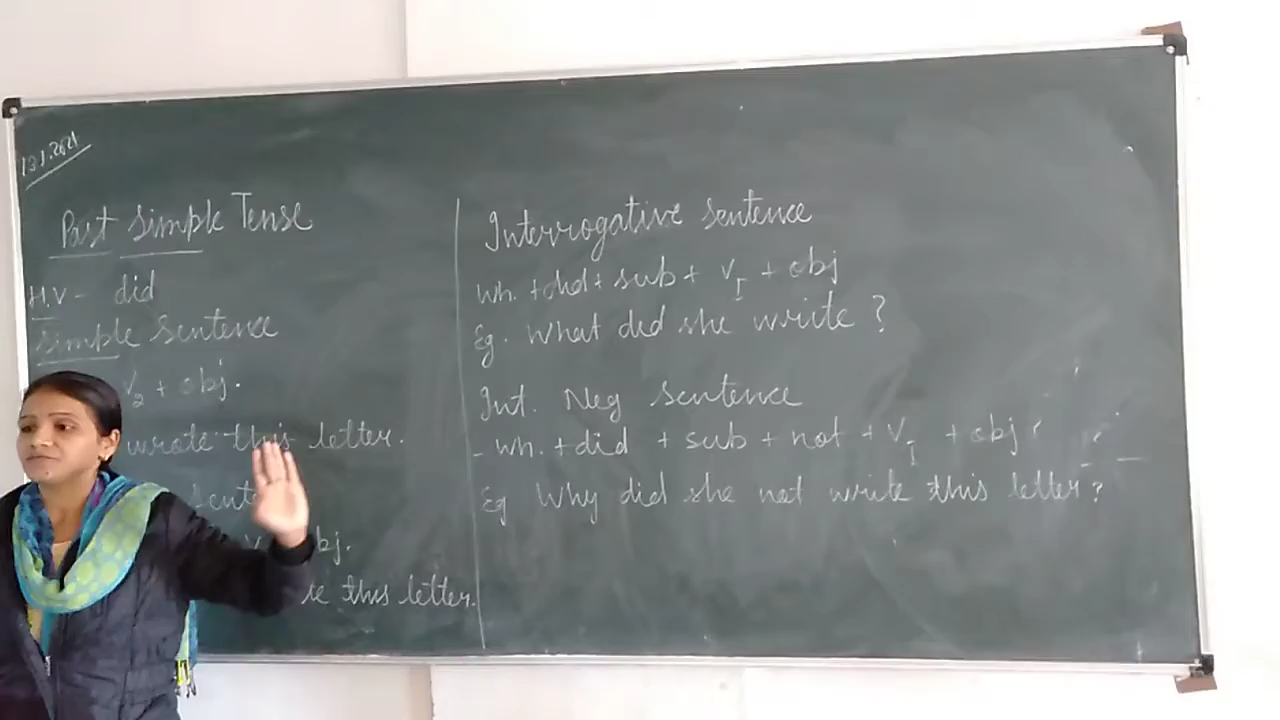 13.1.2021
Past Simple Tense
H.V - did
Simple Sentence
V2 + obj.
wrote this letter.
obj.
this letter.
Interrogative Sentence
Wh. + did + sub + VI + obj
Eg. What did she write ?
Int. Neg sentence
- wh. + did + sub + not + VI + obj ?
Eg Why did she not write this letter ?